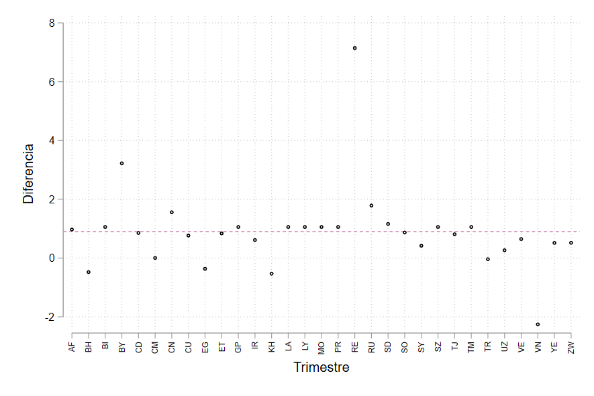 8
6
4
2
0
-2
Diferencia
AF BH BI BY CD CM CN CU EG ET GP IR KH LA LY MO PR RE RU SD SO SY SZ TJ TM TR UZ VE VN YE ZW
Trimestre